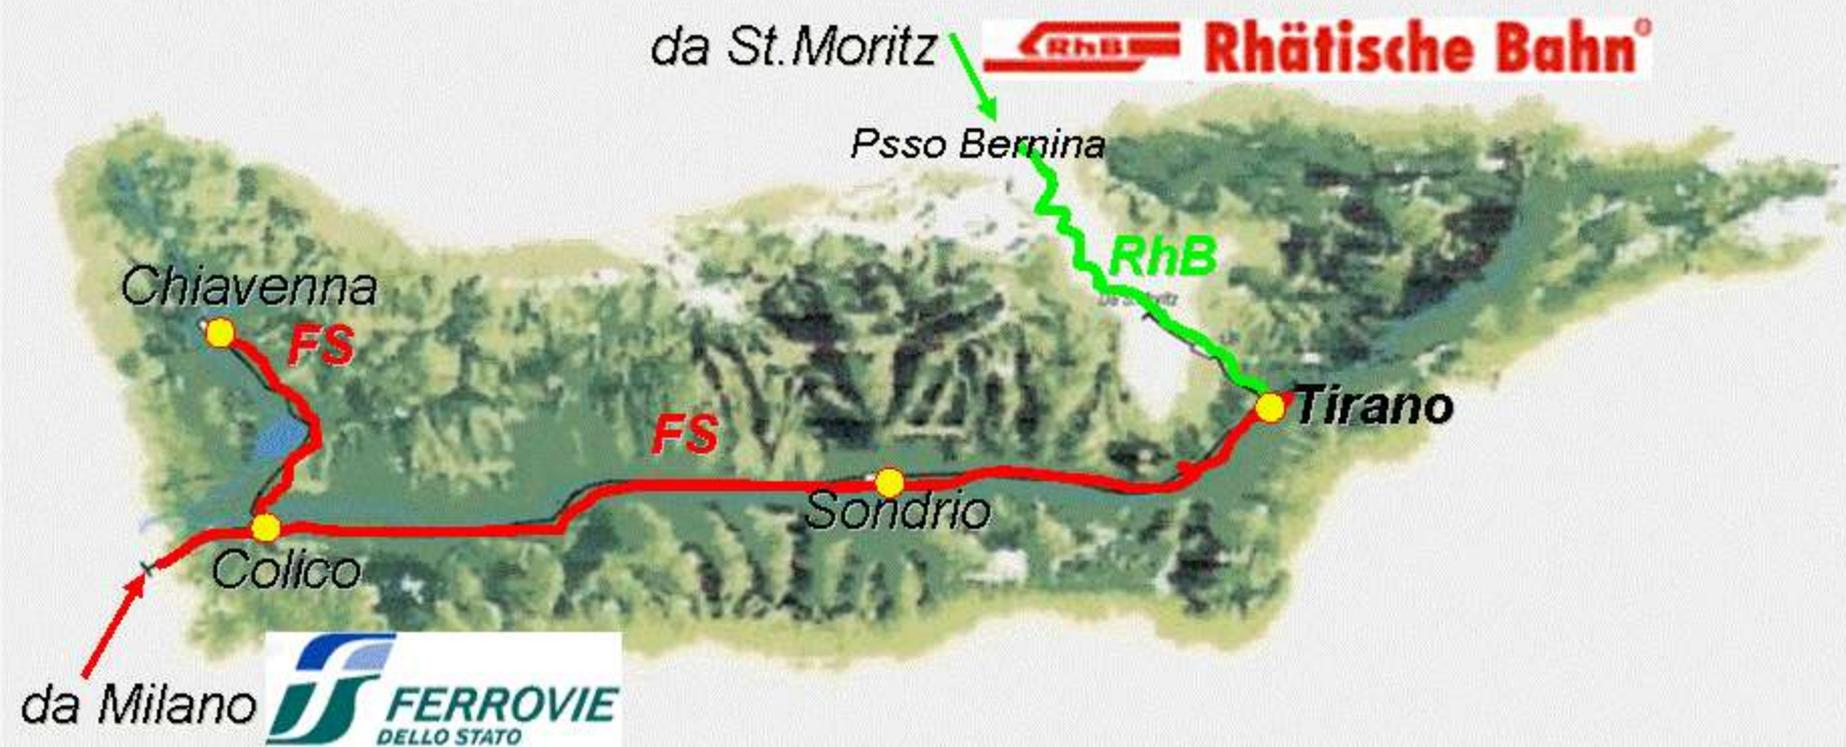 da St.Moritz
RhB Rhätische Bahn®
Psso Bernina
RhB
Chiavenna
FS
FS
Tirano
Sondrio
Colico
da Milano
FS FERROVIE
DELLO STATO